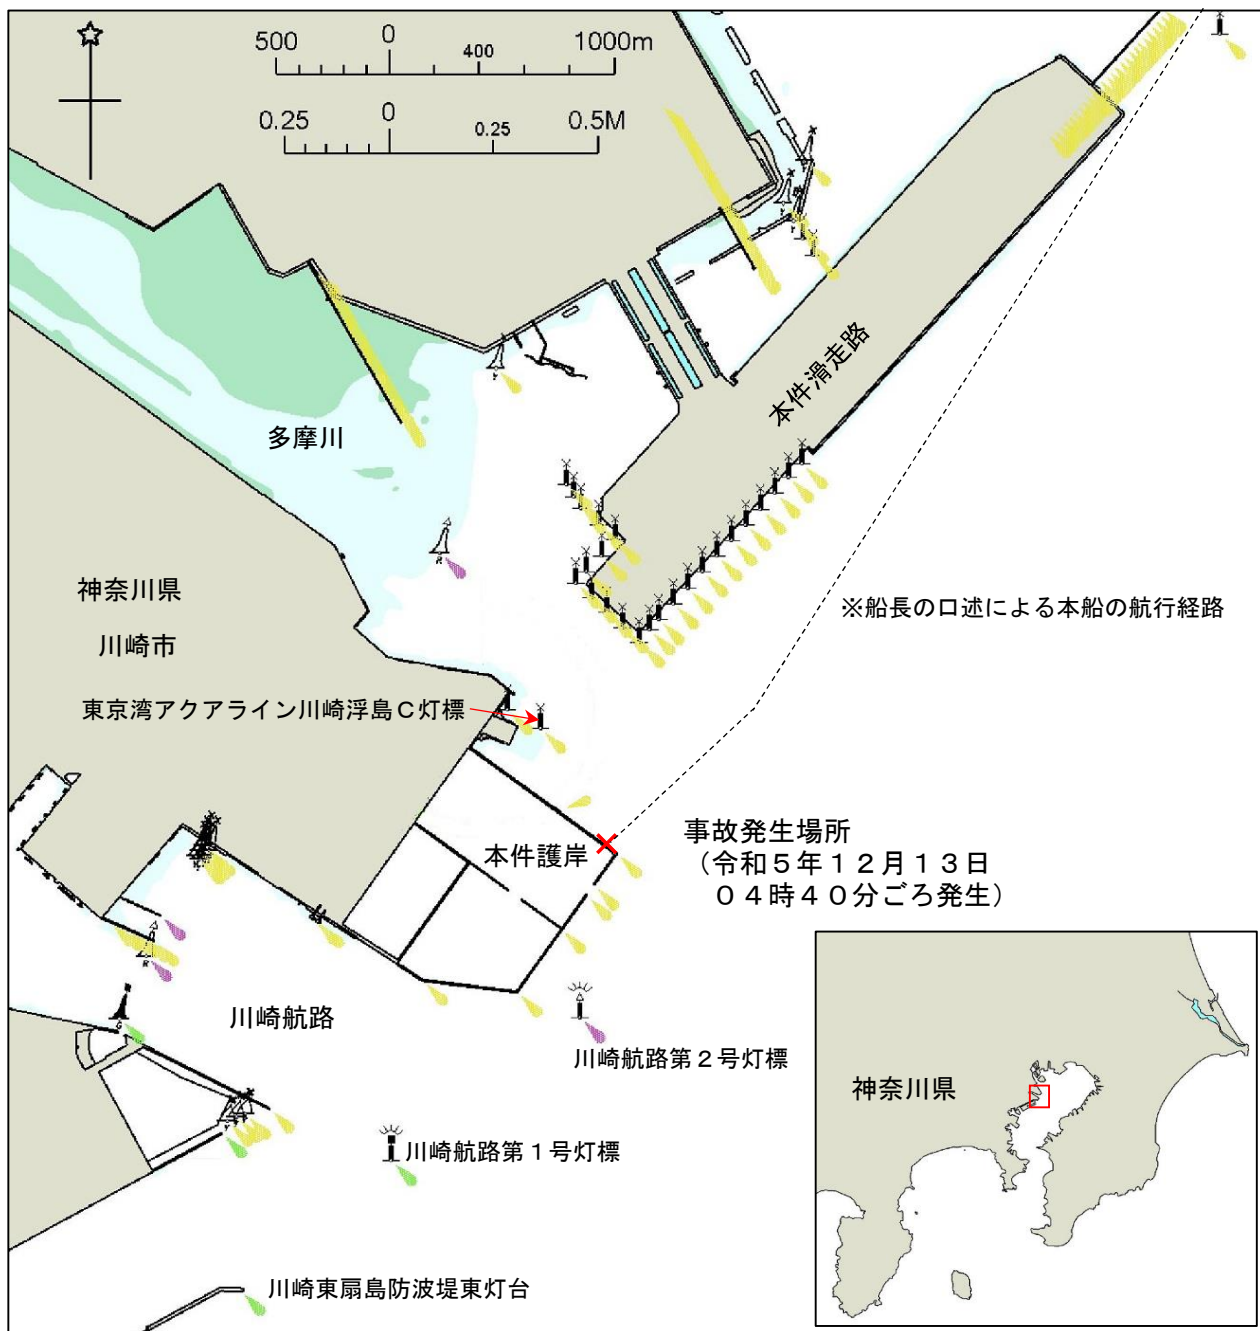 500 0 400 1000m
0.25 0 0.25 0.5M
本件滑走路
多摩川
神奈川県
川崎市
※船長の口述による本船の航行経路
東京湾アクアライン川崎浮島C灯標
事故発生場所
(令和5年12月13日
04時40分ごろ発生)
本件護岸
川崎航路
川崎航路第2号灯標
神奈川県
川崎航路第1号灯標
川崎東扇島防波堤東灯台